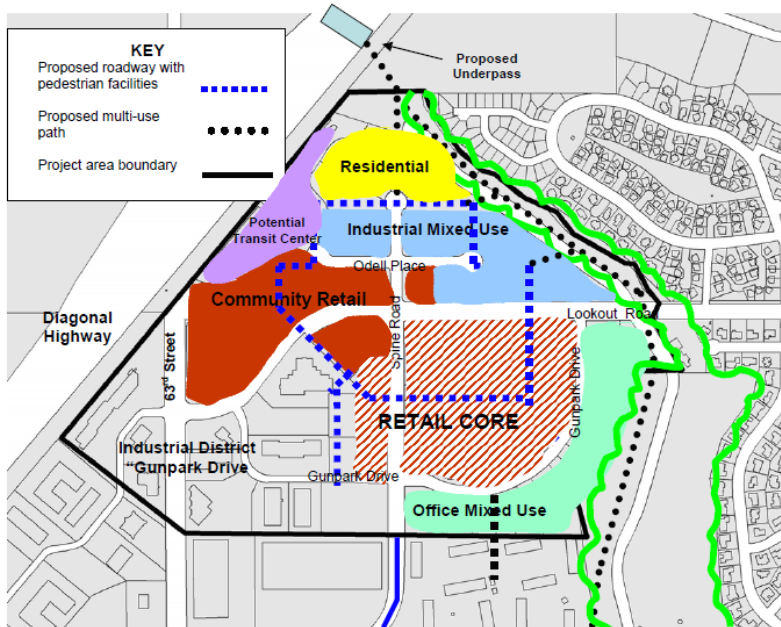 KEY
Proposed roadway with
pedestrian facilities
Proposed multi-use
path
Project area boundary
Proposed
Underpass
Residential
Potential
Transit Center
Industrial Mixed Use
Odell Place
Community Retail
Diagonal
Highway
Spine Road
Lookout Road
63rd Street
Gunpark Drive
RETAIL CORE
Industrial District
“Gunpark Drive
Gunpark Drive
Office Mixed Use